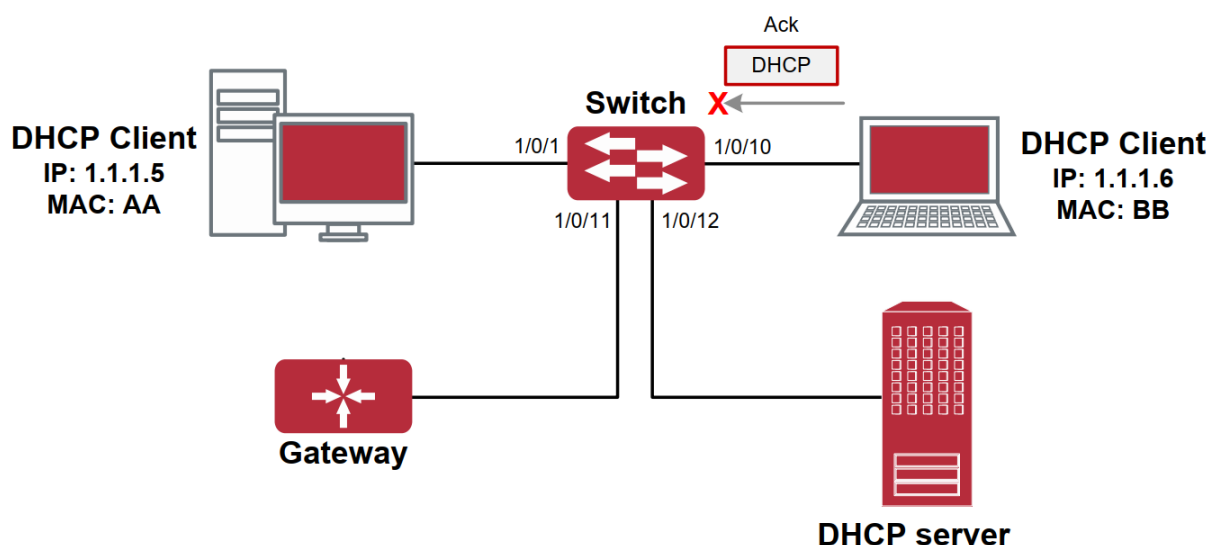 Ack
DHCP
Switch
X
DHCP Client
IP: 1.1.1.5
MAC: AA
1/0/1
1/0/10
DHCP Client
IP: 1.1.1.6
MAC: BB
1/0/11
1/0/12
Gateway
DHCP server